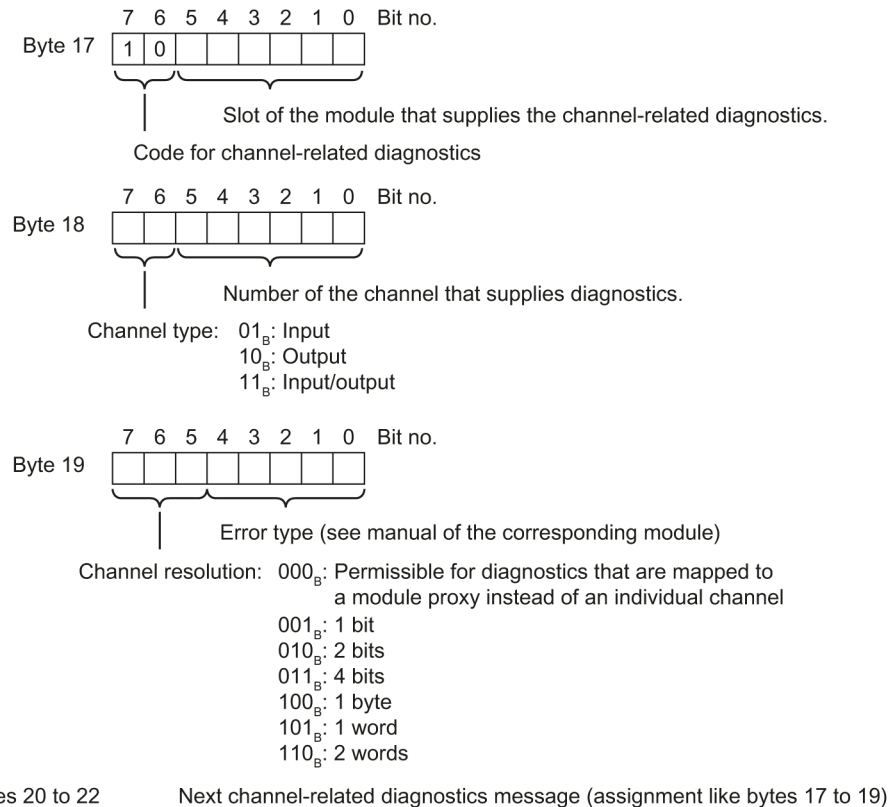 7 6 5 4 3 2 1 0 Bit no.
Byte 17 1 0
Slot of the module that supplies the channel-related diagnostics.
Code for channel-related diagnostics
7 6 5 4 3 2 1 0 Bit no.
Byte 18
Number of the channel that supplies diagnostics.
Channel type: 01B: Input
10B: Output
11B: Input/output
7 6 5 4 3 2 1 0 Bit no.
Byte 19
Error type (see manual of the corresponding module)
Channel resolution: 000B: Permissible for diagnostics that are mapped to
a module proxy instead of an individual channel
001B: 1 bit
010B: 2 bits
011B: 4 bits
100B: 1 byte
101B: 1 word
110B: 2 words
es 20 to 22 Next channel-related diagnostics message (assignment like bytes 17 to 19)